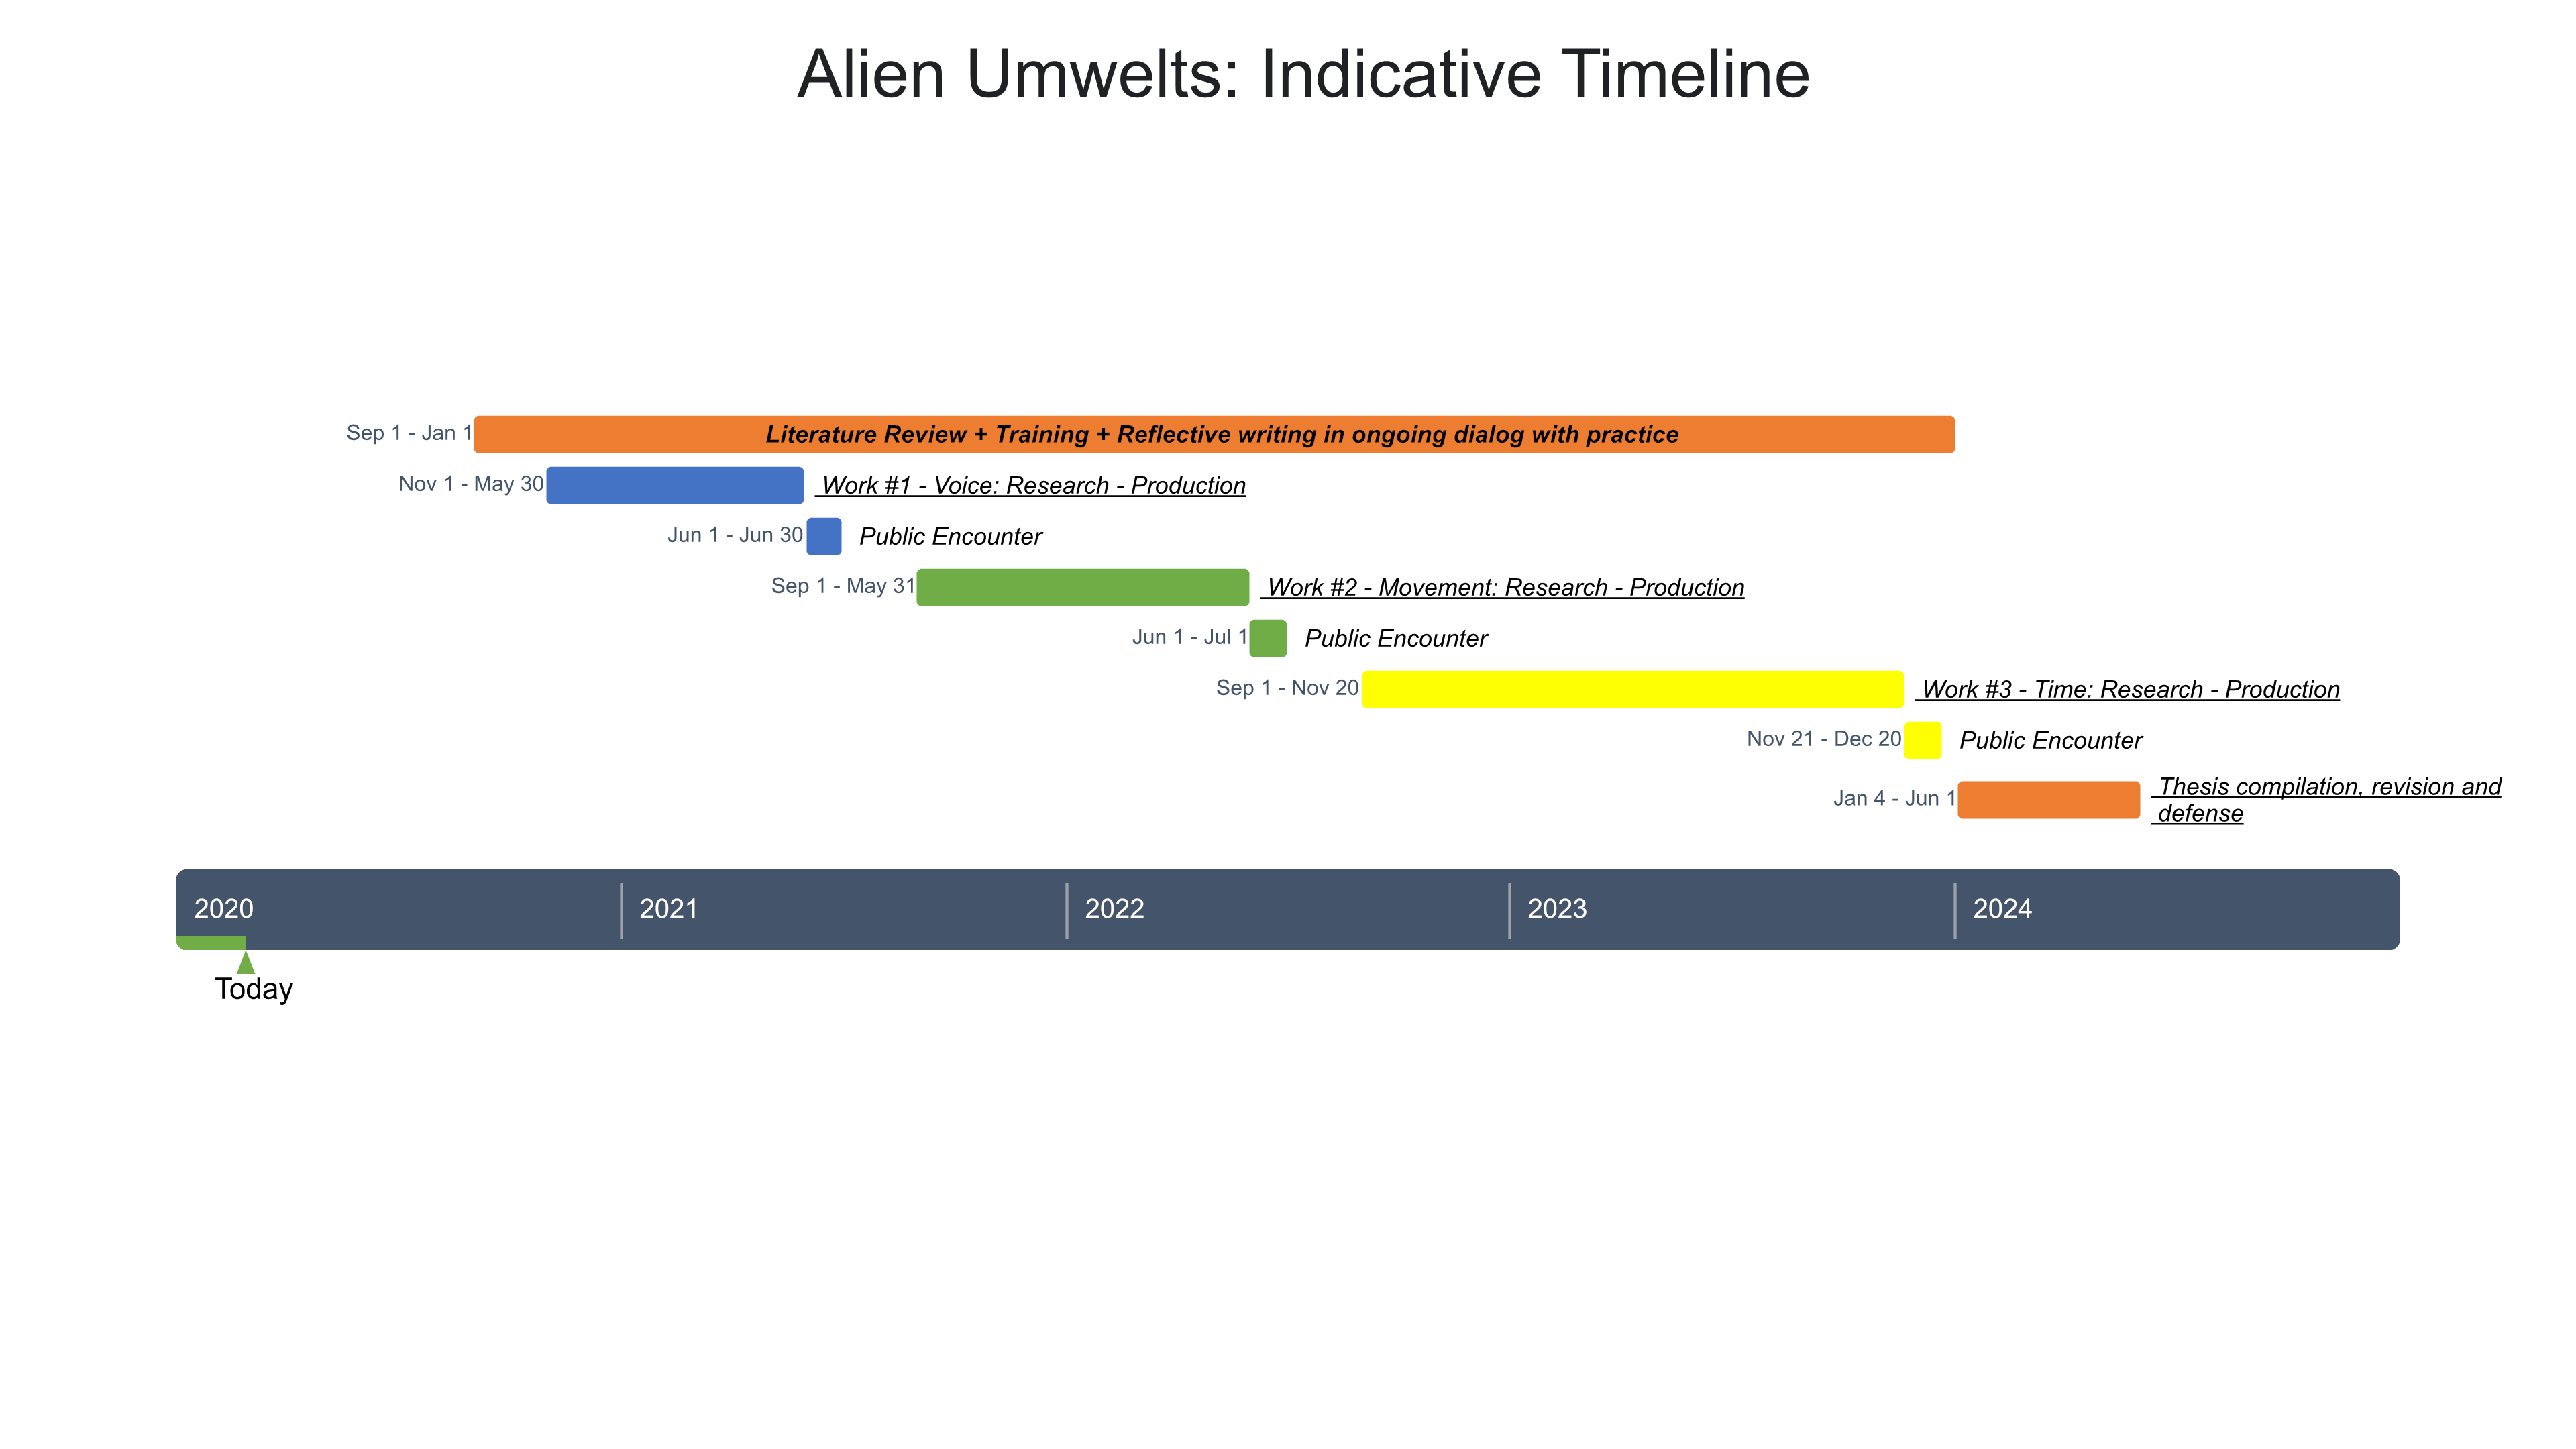 Alien Umwelts: Indicative Timeline
Sep 1 - Jan 1 Literature Review + Training + Reflective writing in ongoing dialog with practice
Nov 1 - May 30 Work #1 - Voice: Research - Production
Jun 1 - Jun 30 Public Encounter
Sep 1 - May 31 Work #2 - Movement: Research - Production
Jun 1 - Jul 1 Public Encounter
Sep 1 - Nov 20 Work #3 - Time: Research - Production
Nov 21 - Dec 20 Public Encounter
Jan 4 - Jun 1 Thesis compilation, revision and
defense
2020 2021 2022 2023 2024
Today